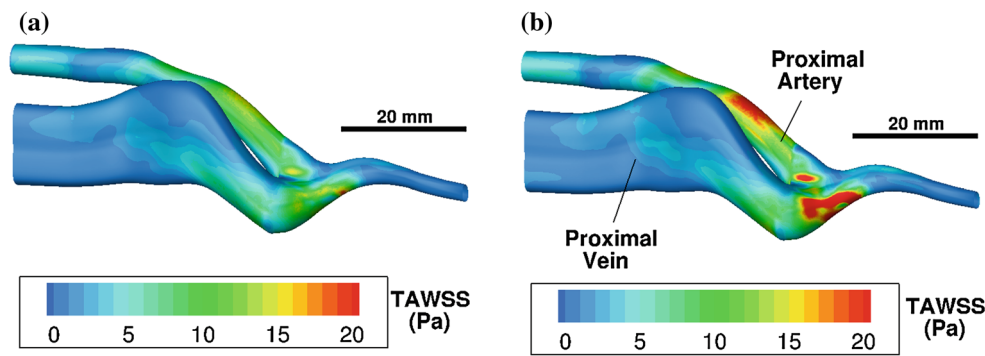 (a)
20 mm
0 5 10 15 20
TAWSS
(Pa)
(b)
Proximal
Artery
20 mm
Proximal
Vein
0 5 10 15 20
TAWSS
(Pa)